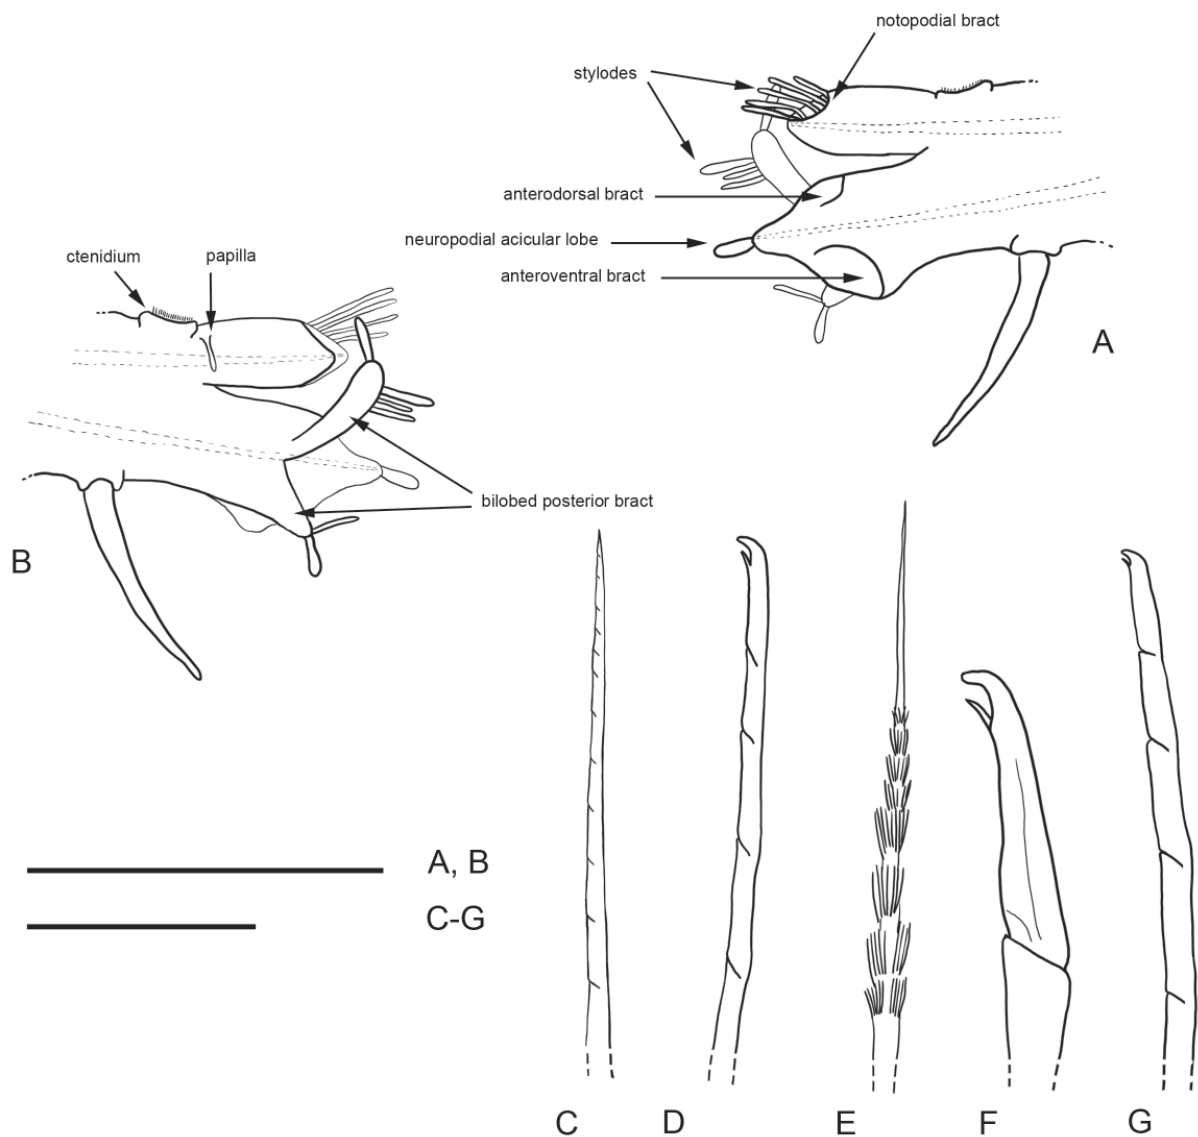 notopodial bract
stylodes
anterodorsal bract
neuropodial acicular lobe
anteroventral bract
A
ctenidium
papilla
bilobed posterior bract
B
A, B
C-G
C
D
E
F
G